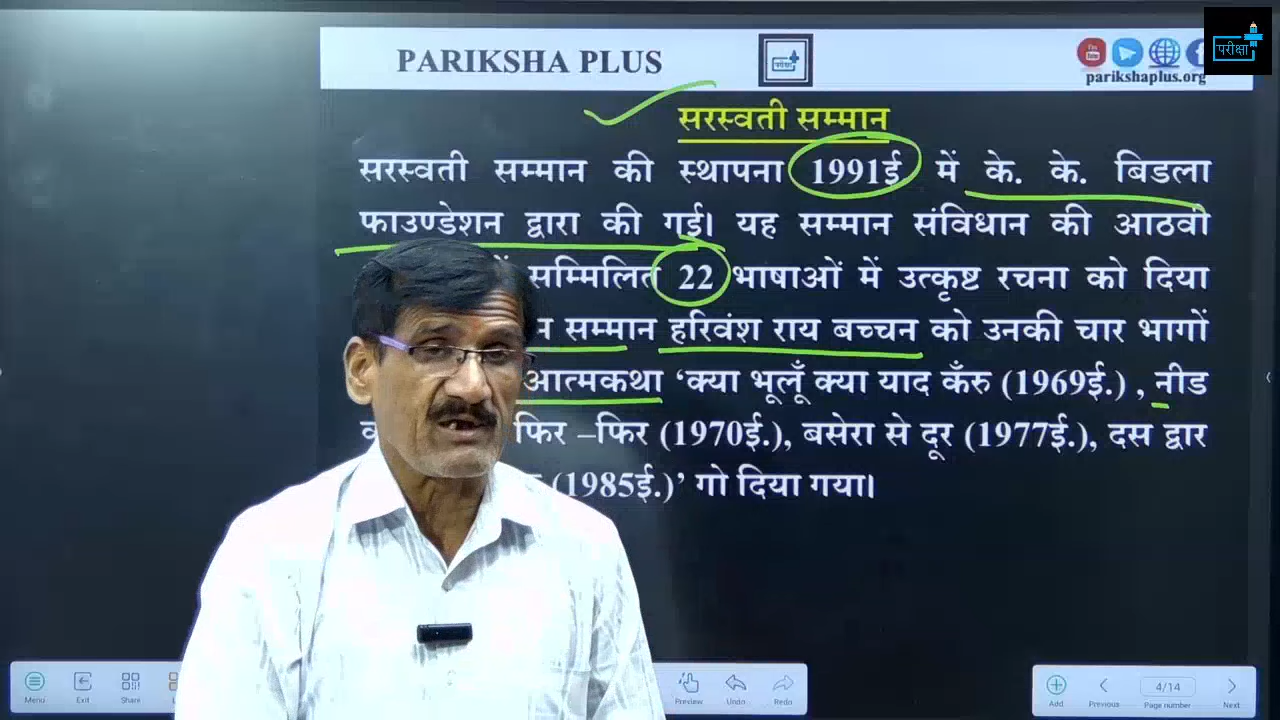 PARIKSHA PLUS
परीक्षा
parikshaplus.org
परीक्षा
सरस्वती सम्मान
सरस्वती सम्मान की स्थापना 1991ई. में के. के. बिडला
फाउण्डेशन द्वारा की गई। यह सम्मान संविधान की आठवीं
सम्मिलित 22 भाषाओं में उत्कृष्ट रचना को दिया
सम्मान हरिवंश राय बच्चन को उनकी चार भागों
आत्मकथा ‘क्या भूलूँ क्या याद कँरु (1969ई.) , नीड
फिर –फिर (1970ई.), बसेरा से दूर (1977ई.), दस द्वार
(1985ई.)’ गो दिया गया।
Menu Exit Share Preview Undo Redo Add Previous 4/14 Page number Next